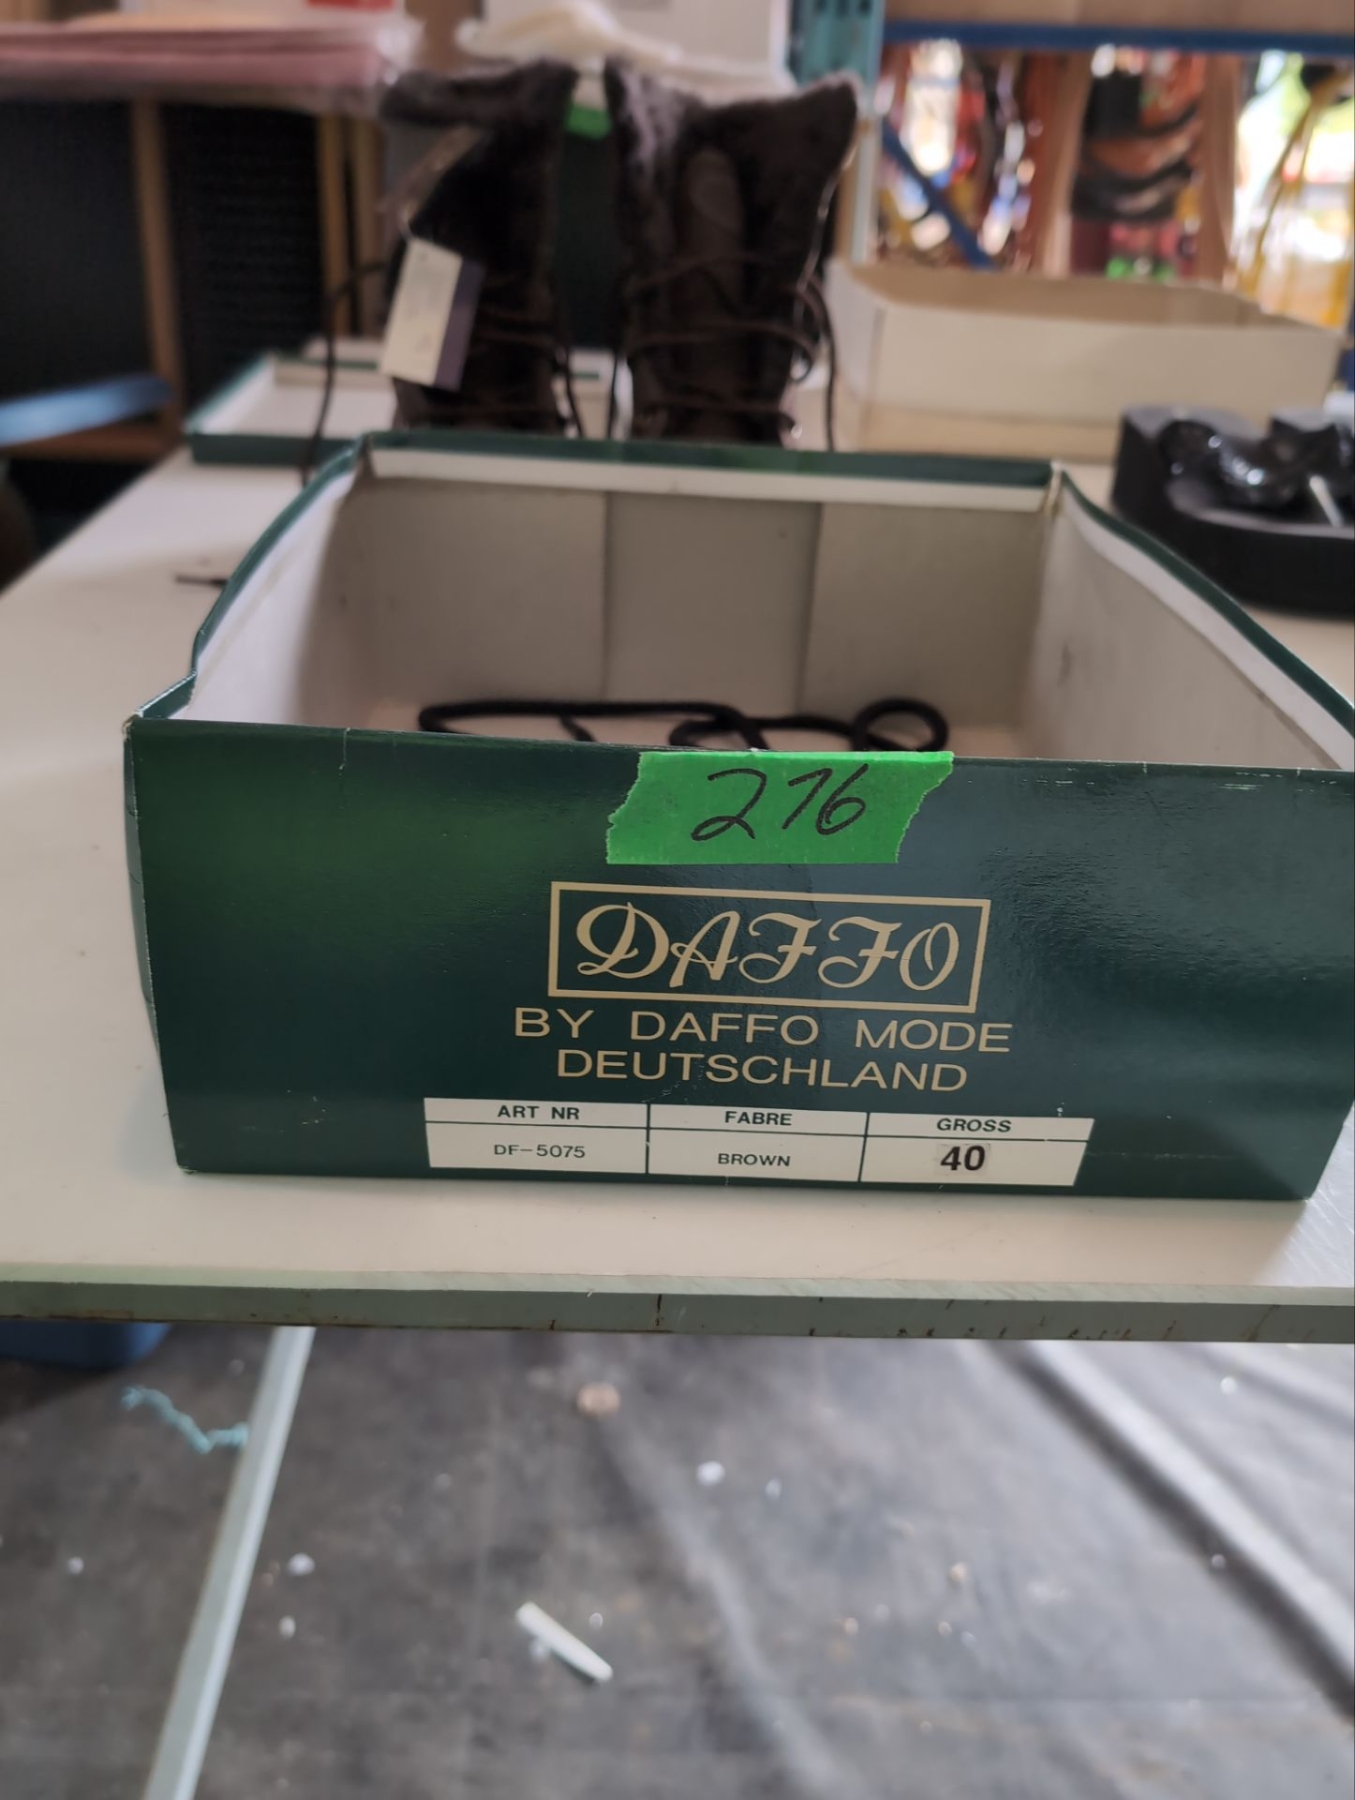 276
DAFFO
BY DAFFO MODE
DEUTSCHLAND
ART NR FABRE GROSS
DF-5075 BROWN 40